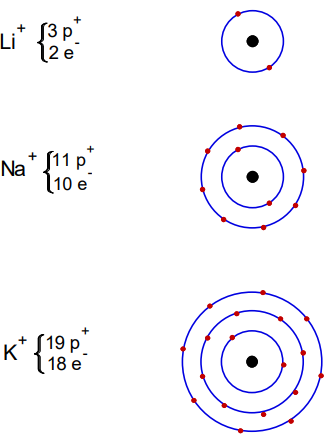 Li⁺ { 3 p⁺
2 e⁻
Na⁺ { 11 p⁺
10 e⁻
K⁺ { 19 p⁺
18 e⁻